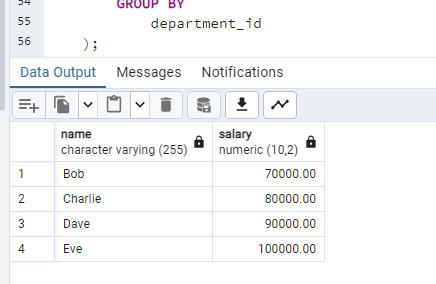 54 GROUP BY
55 department_id
56 );
Data Output Messages Notifications
name salary
character varying (255) numeric (10,2)
1 Bob 70000.00
2 Charlie 80000.00
3 Dave 90000.00
4 Eve 100000.00